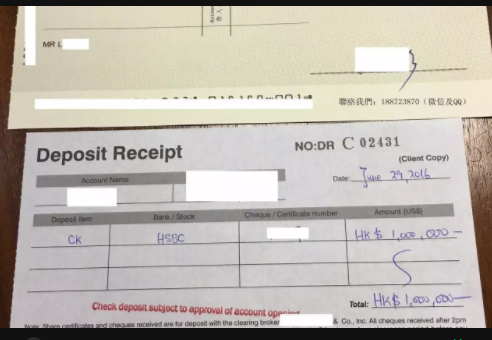 MR L
聯絡我們: 188723870 (微信及QQ)
Deposit Receipt
NO:DR C 02431
(Client Copy)
Account Name
Date: June 29, 2016
Deposit Item Bank / Stock Cheque / Certificate number Amount (US$)
CK HSBC HK$ 1,000,000—
Total: HK$ 1,000,000—
Check deposit subject to approval of account opening
Note: Share certificates and cheques received are for deposit with the clearing broker & Co., Inc. All cheques received after 2pm